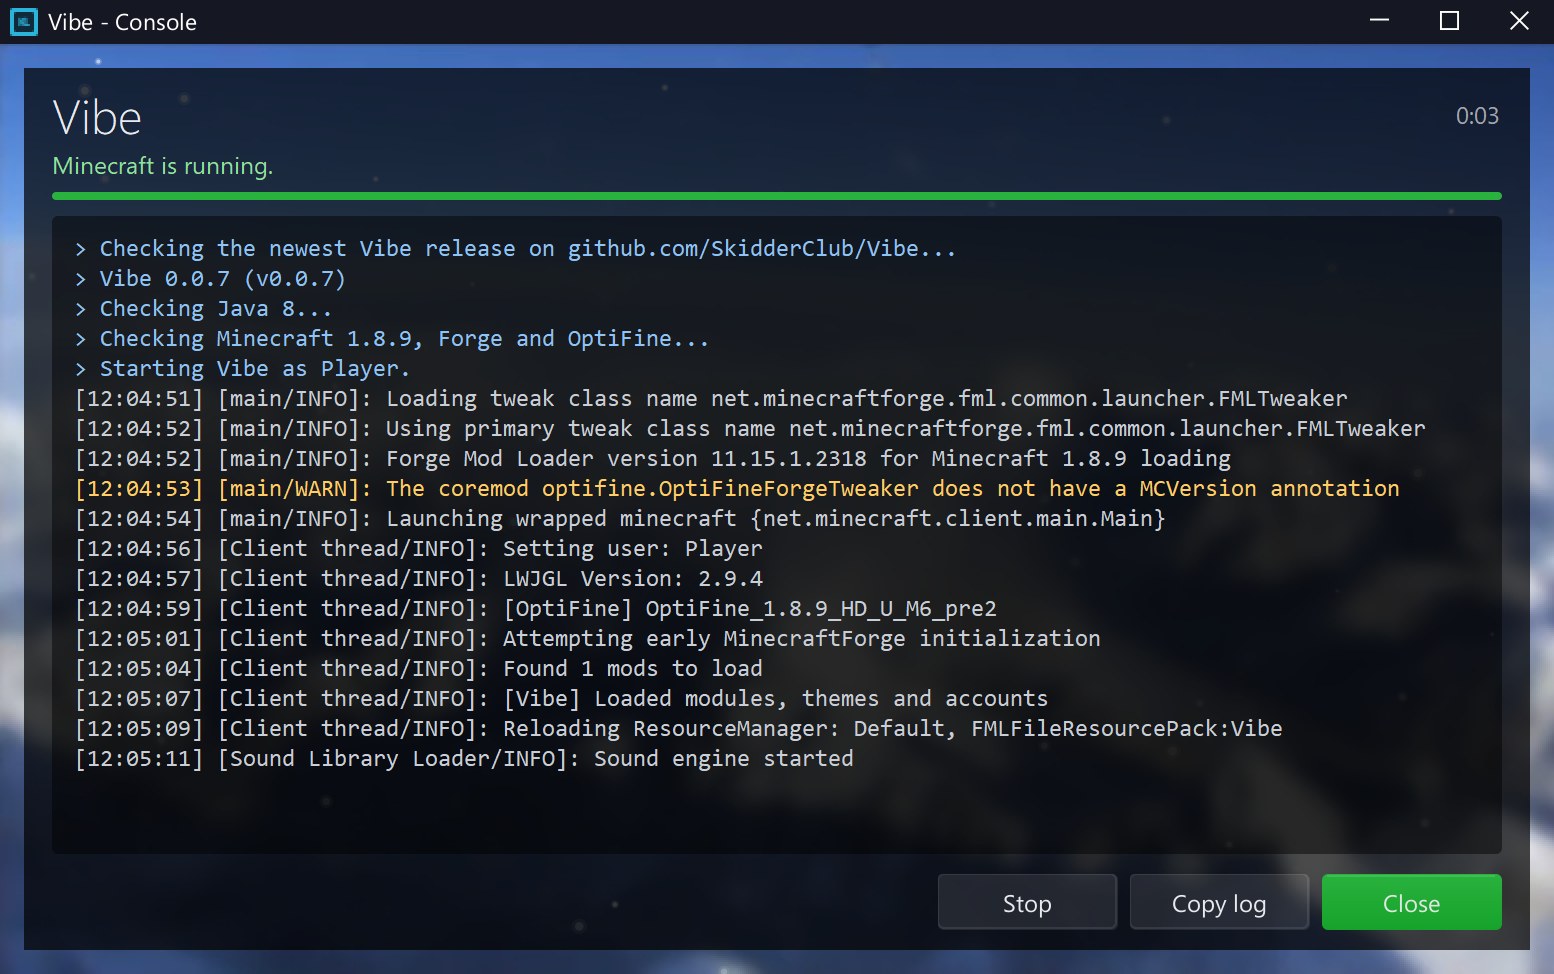 Vibe - Console
Vibe
0:03
Minecraft is running.
> Checking the newest Vibe release on github.com/SkidderClub/Vibe...
> Vibe 0.0.7 (v0.0.7)
> Checking Java 8...
> Checking Minecraft 1.8.9, Forge and OptiFine...
> Starting Vibe as Player.
[12:04:51] [main/INFO]: Loading tweak class name net.minecraftforge.fml.common.launcher.FMLTweaker
[12:04:52] [main/INFO]: Using primary tweak class name net.minecraftforge.fml.common.launcher.FMLTweaker
[12:04:52] [main/INFO]: Forge Mod Loader version 11.15.1.2318 for Minecraft 1.8.9 loading
[12:04:53] [main/WARN]: The coremod optifine.OptiFineForgeTweaker does not have a MCVersion annotation
[12:04:54] [main/INFO]: Launching wrapped minecraft {net.minecraft.client.main.Main}
[12:04:56] [Client thread/INFO]: Setting user: Player
[12:04:57] [Client thread/INFO]: LWJGL Version: 2.9.4
[12:04:59] [Client thread/INFO]: [OptiFine] OptiFine_1.8.9_HD_U_M6_pre2
[12:05:01] [Client thread/INFO]: Attempting early MinecraftForge initialization
[12:05:04] [Client thread/INFO]: Found 1 mods to load
[12:05:07] [Client thread/INFO]: [Vibe] Loaded modules, themes and accounts
[12:05:09] [Client thread/INFO]: Reloading ResourceManager: Default, FMLFileResourcePack:Vibe
[12:05:11] [Sound Library Loader/INFO]: Sound engine started
Stop
Copy log
Close